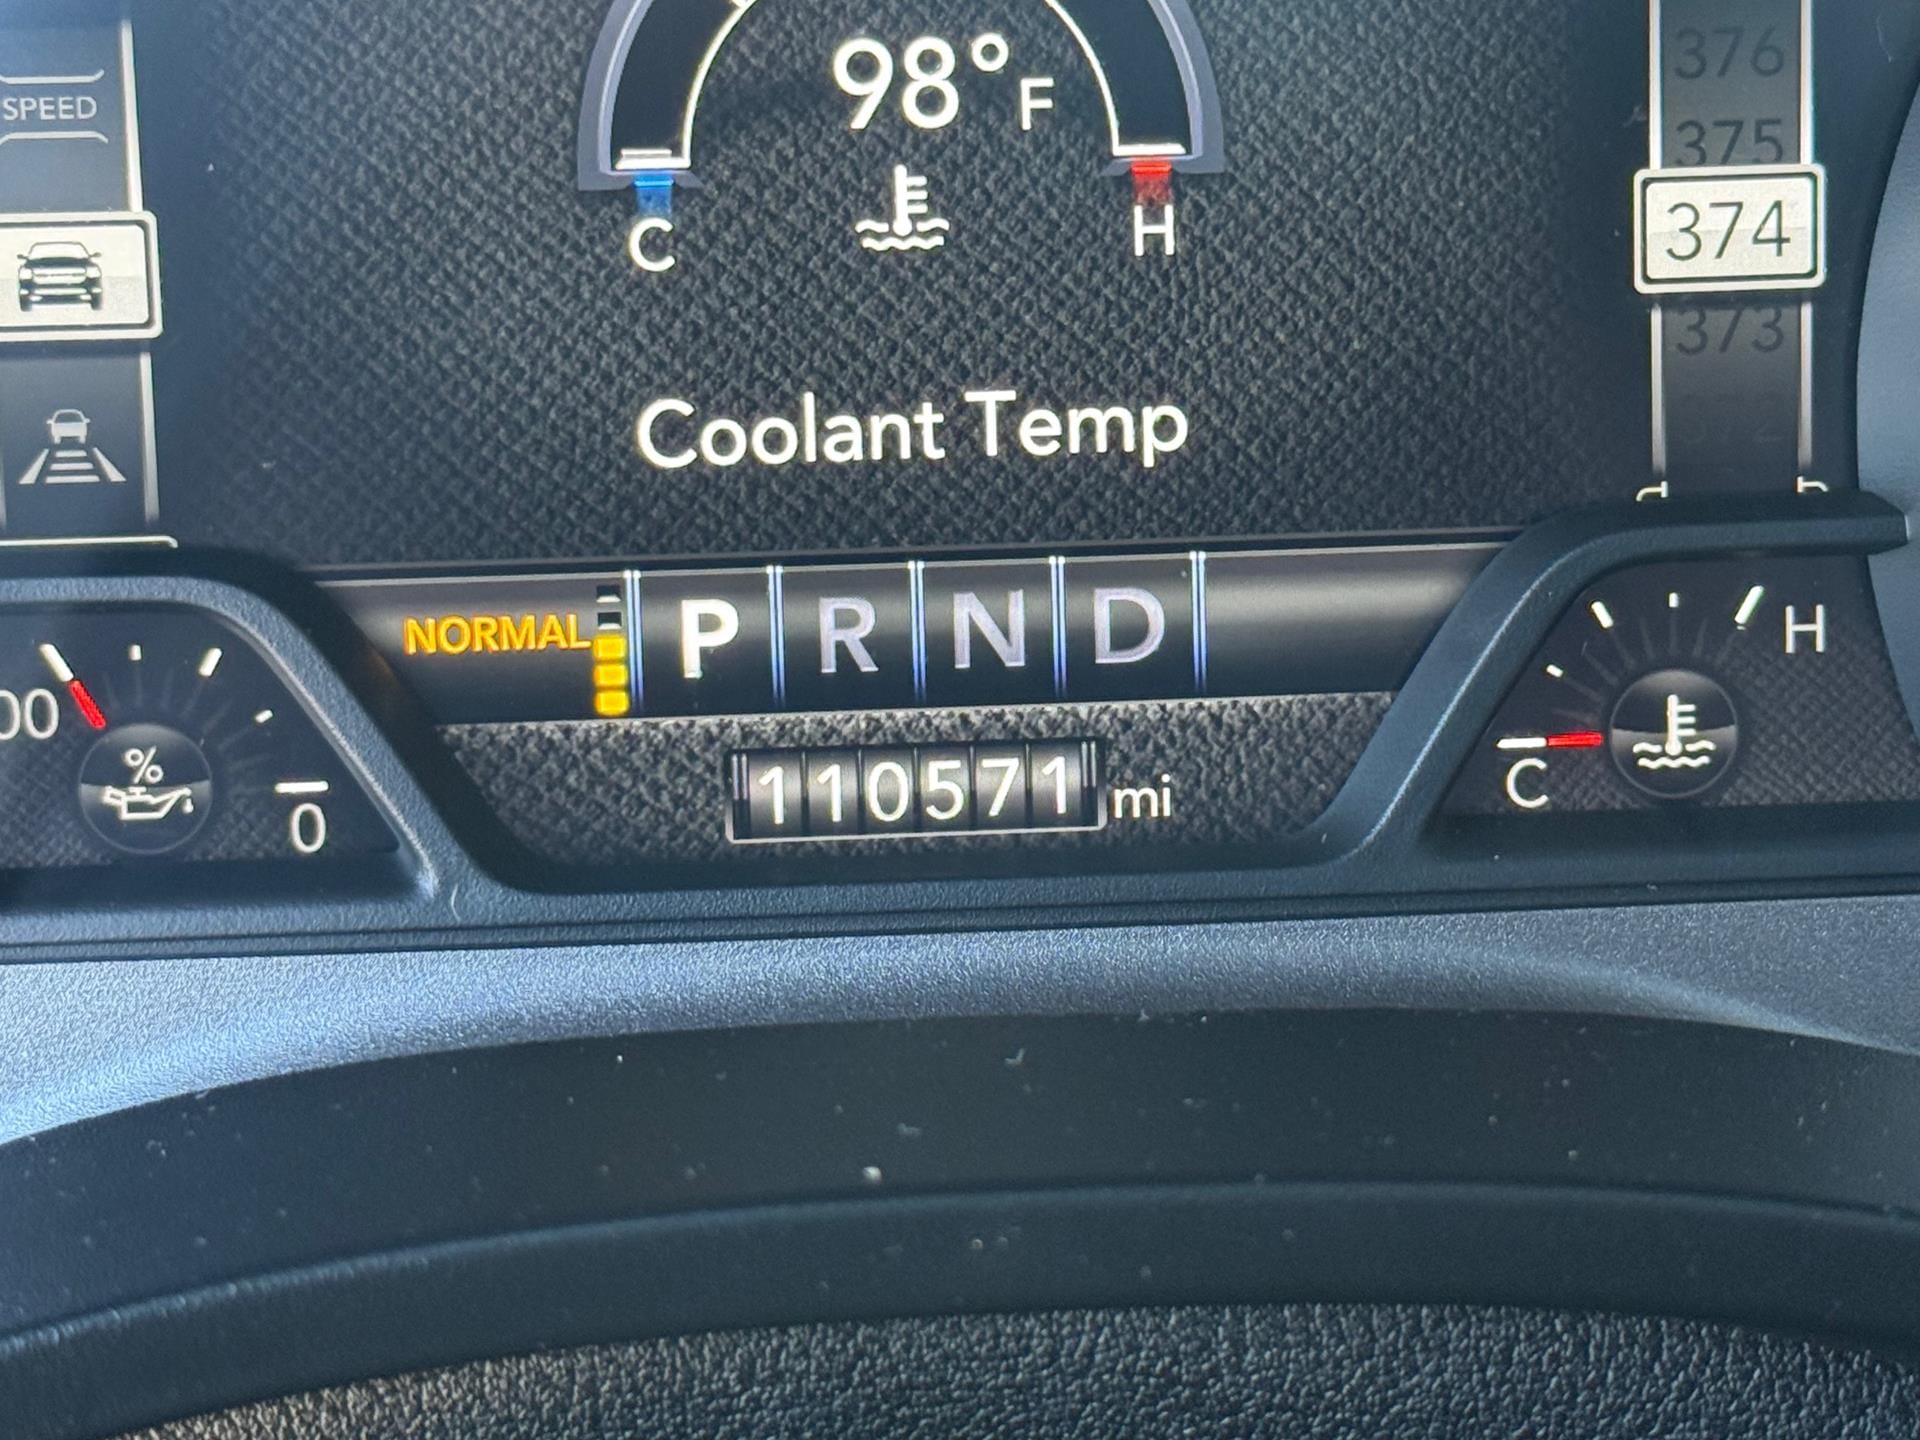 98°F
376
SPEED
375
C
H
374
373
Coolant Temp
NORMAL
P R N D
H
00
%
0
110571 mi
C